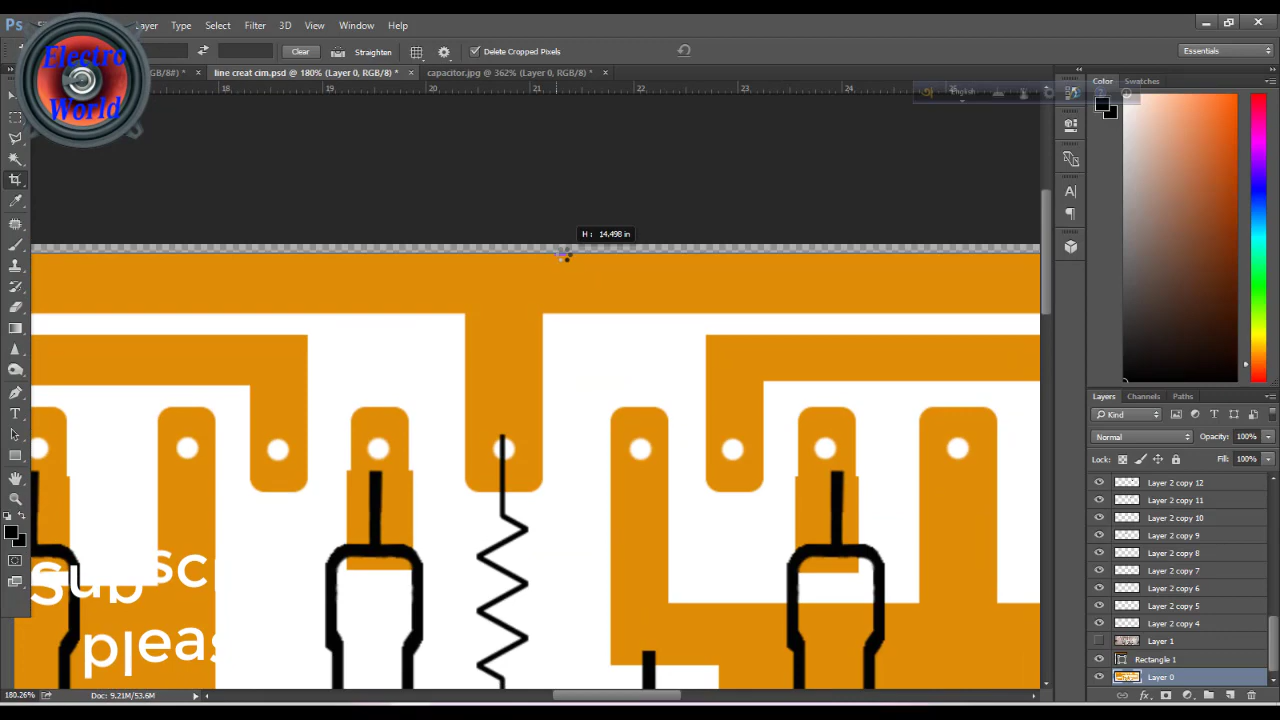 Ps
Layer Type Select Filter 3D View Window Help
Clear Straighten Delete Cropped Pixels Essentials
Electro
World
RGB/8#) * × line creat cim.psd @ 180% (Layer 0, RGB/8) * × capacitor.jpg @ 362% (Layer 0, RGB/8) * ×
18 19 20 21 22 23 24
English
Color Swatches
H : 14.498 in
Layers Channels Paths
Kind
Normal Opacity: 100%
Lock: Fill: 100%
Layer 2 copy 12
Layer 2 copy 11
Layer 2 copy 10
Layer 2 copy 9
Layer 2 copy 8
Layer 2 copy 7
Layer 2 copy 6
Layer 2 copy 5
Layer 2 copy 4
Layer 1
Rectangle 1
Layer 0
subsc
pleas
180.26% Doc: 9.21M/53.6M